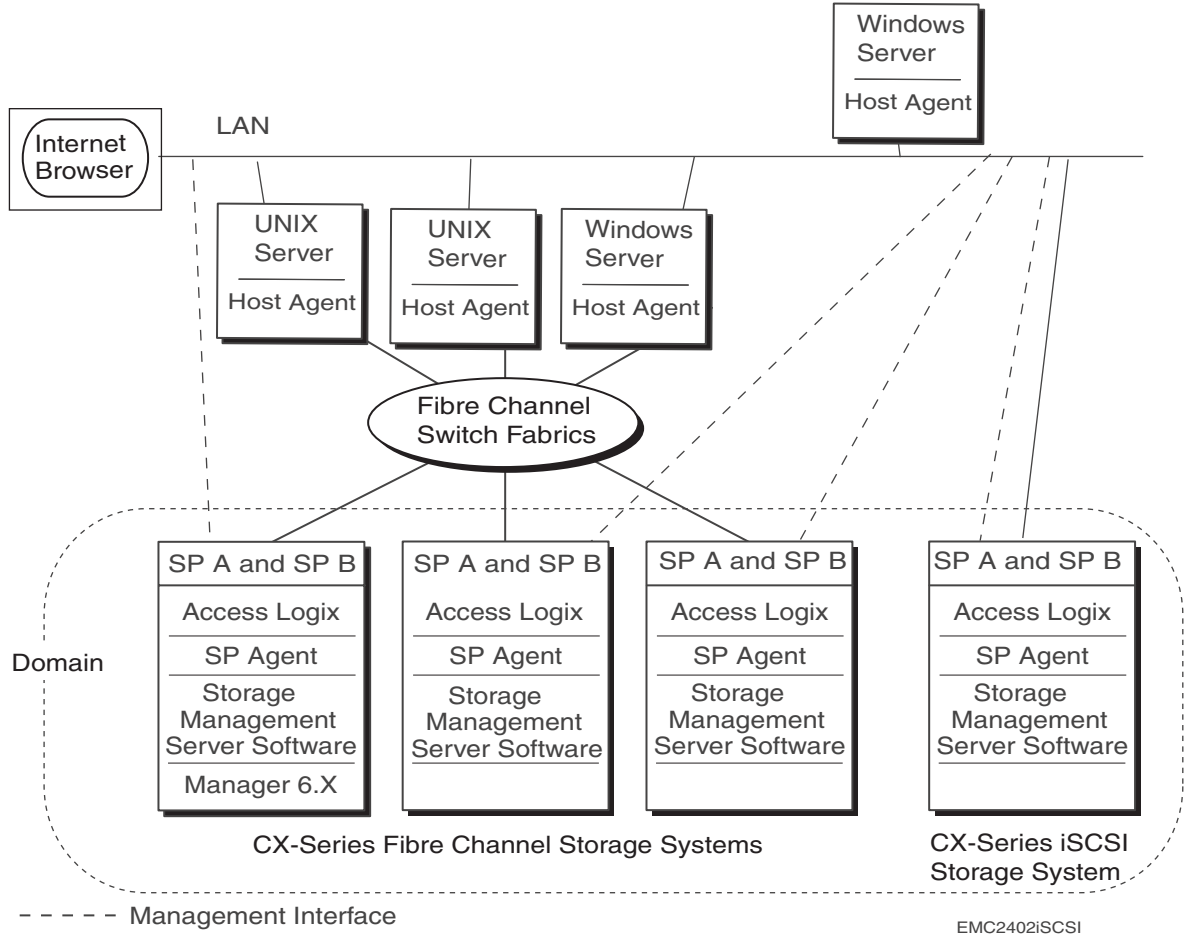 Windows
Server
Host Agent
Internet
Browser
LAN
UNIX
Server
Host Agent
UNIX
Server
Host Agent
Windows
Server
Host Agent
Fibre Channel
Switch Fabrics
Domain
SP A and SP B
Access Logix
SP Agent
Storage
Management
Server Software
Manager 6.X
SP A and SP B
Access Logix
SP Agent
Storage
Management
Server Software
SP A and SP B
Access Logix
SP Agent
Storage
Management
Server Software
SP A and SP B
Access Logix
SP Agent
Storage
Management
Server Software
CX-Series Fibre Channel Storage Systems
CX-Series iSCSI
Storage System
Management Interface
EMC2402iSCSI